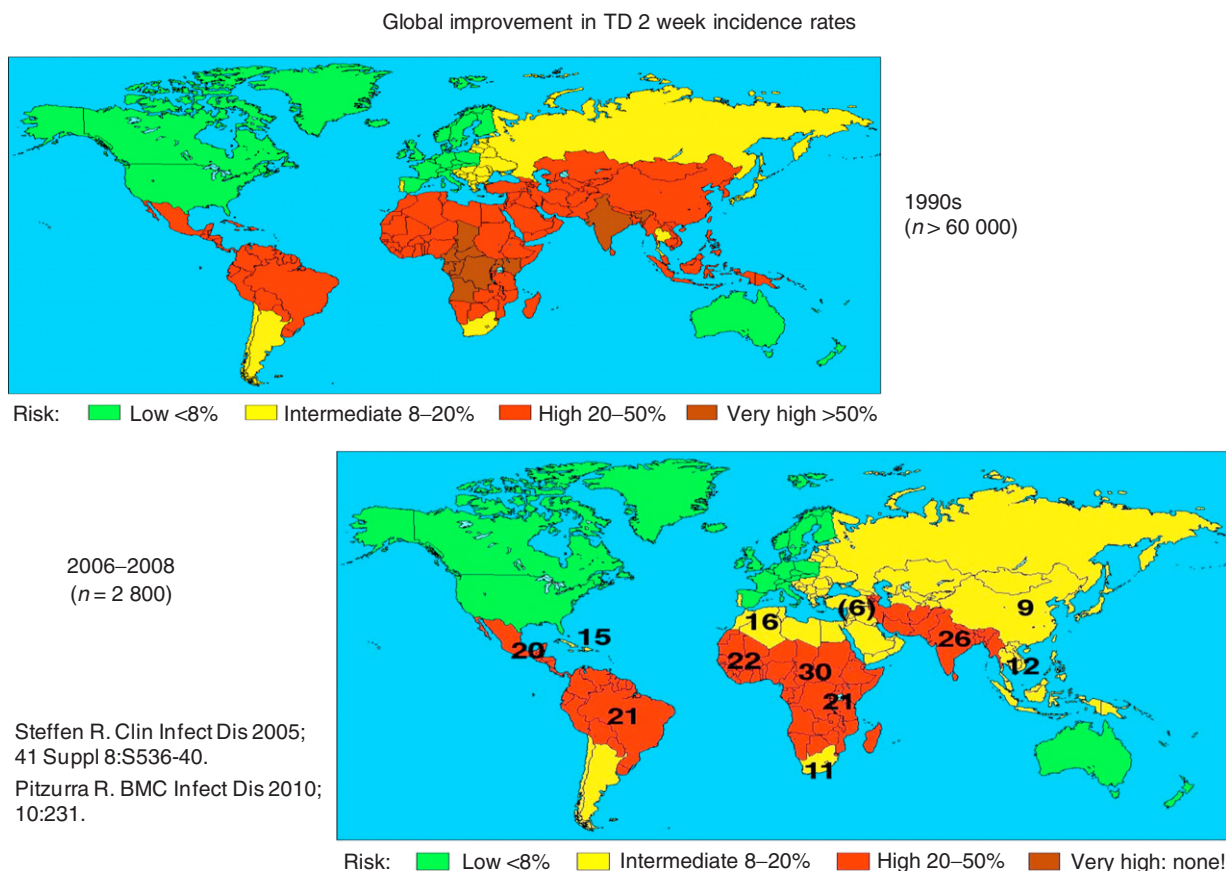 Global improvement in TD 2 week incidence rates
1990s
(n > 60 000)
Risk: Low <8% Intermediate 8–20% High 20–50% Very high >50%
2006–2008
(n = 2 800)
Steffen R. Clin Infect Dis 2005;
41 Suppl 8:S536-40.
Pitzurra R. BMC Infect Dis 2010;
10:231.
(6)
9
16
15
20
26
22
30
12
21
21
11
Risk: Low <8% Intermediate 8–20% High 20–50% Very high: none!